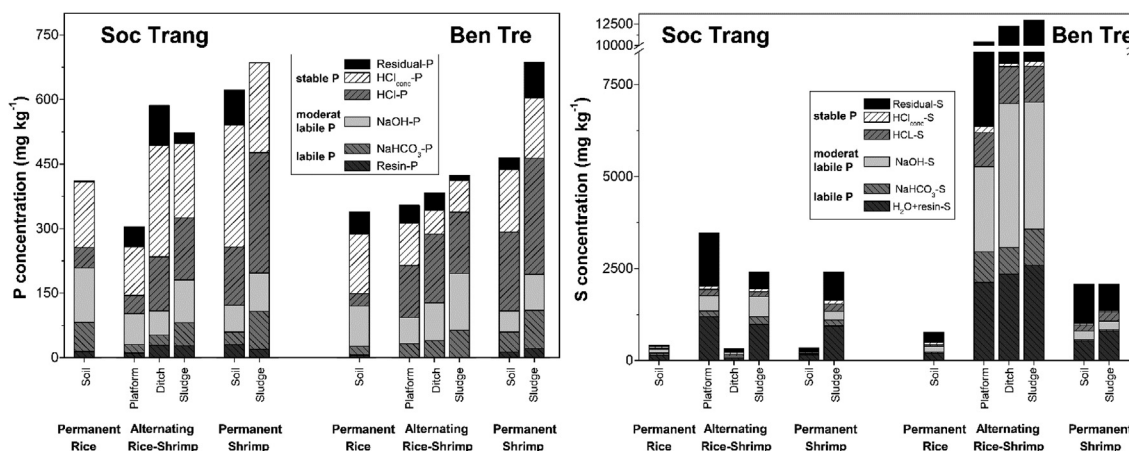 P concentration (mg kg⁻¹)
750
600
450
300
150
0
Soc Trang
Ben Tre
stable P
moderat
labile P
labile P
Residual-P
HClconc-P
HCl-P
NaOH-P
NaHCO3-P
Resin-P
Soil
Platform
Ditch
Sludge
Soil
Sludge
Soil
Platform
Ditch
Sludge
Soil
Sludge
Permanent
Rice
Alternating
Rice-Shrimp
Permanent
Shrimp
Permanent
Rice
Alternating
Rice-Shrimp
Permanent
Shrimp
S concentration (mg kg⁻¹)
12500
10000
7500
5000
2500
0
Soc Trang
Ben Tre
stable P
moderat
labile P
labile P
Residual-S
HClconc-S
HCL-S
NaOH-S
NaHCO3-S
H2O+resin-S
Soil
Platform
Ditch
Sludge
Soil
Sludge
Soil
Platform
Ditch
Sludge
Soil
Sludge
Permanent
Rice
Alternating
Rice-Shrimp
Permanent
Shrimp
Permanent
Rice
Alternating
Rice-Shrimp
Permanent
Shrimp